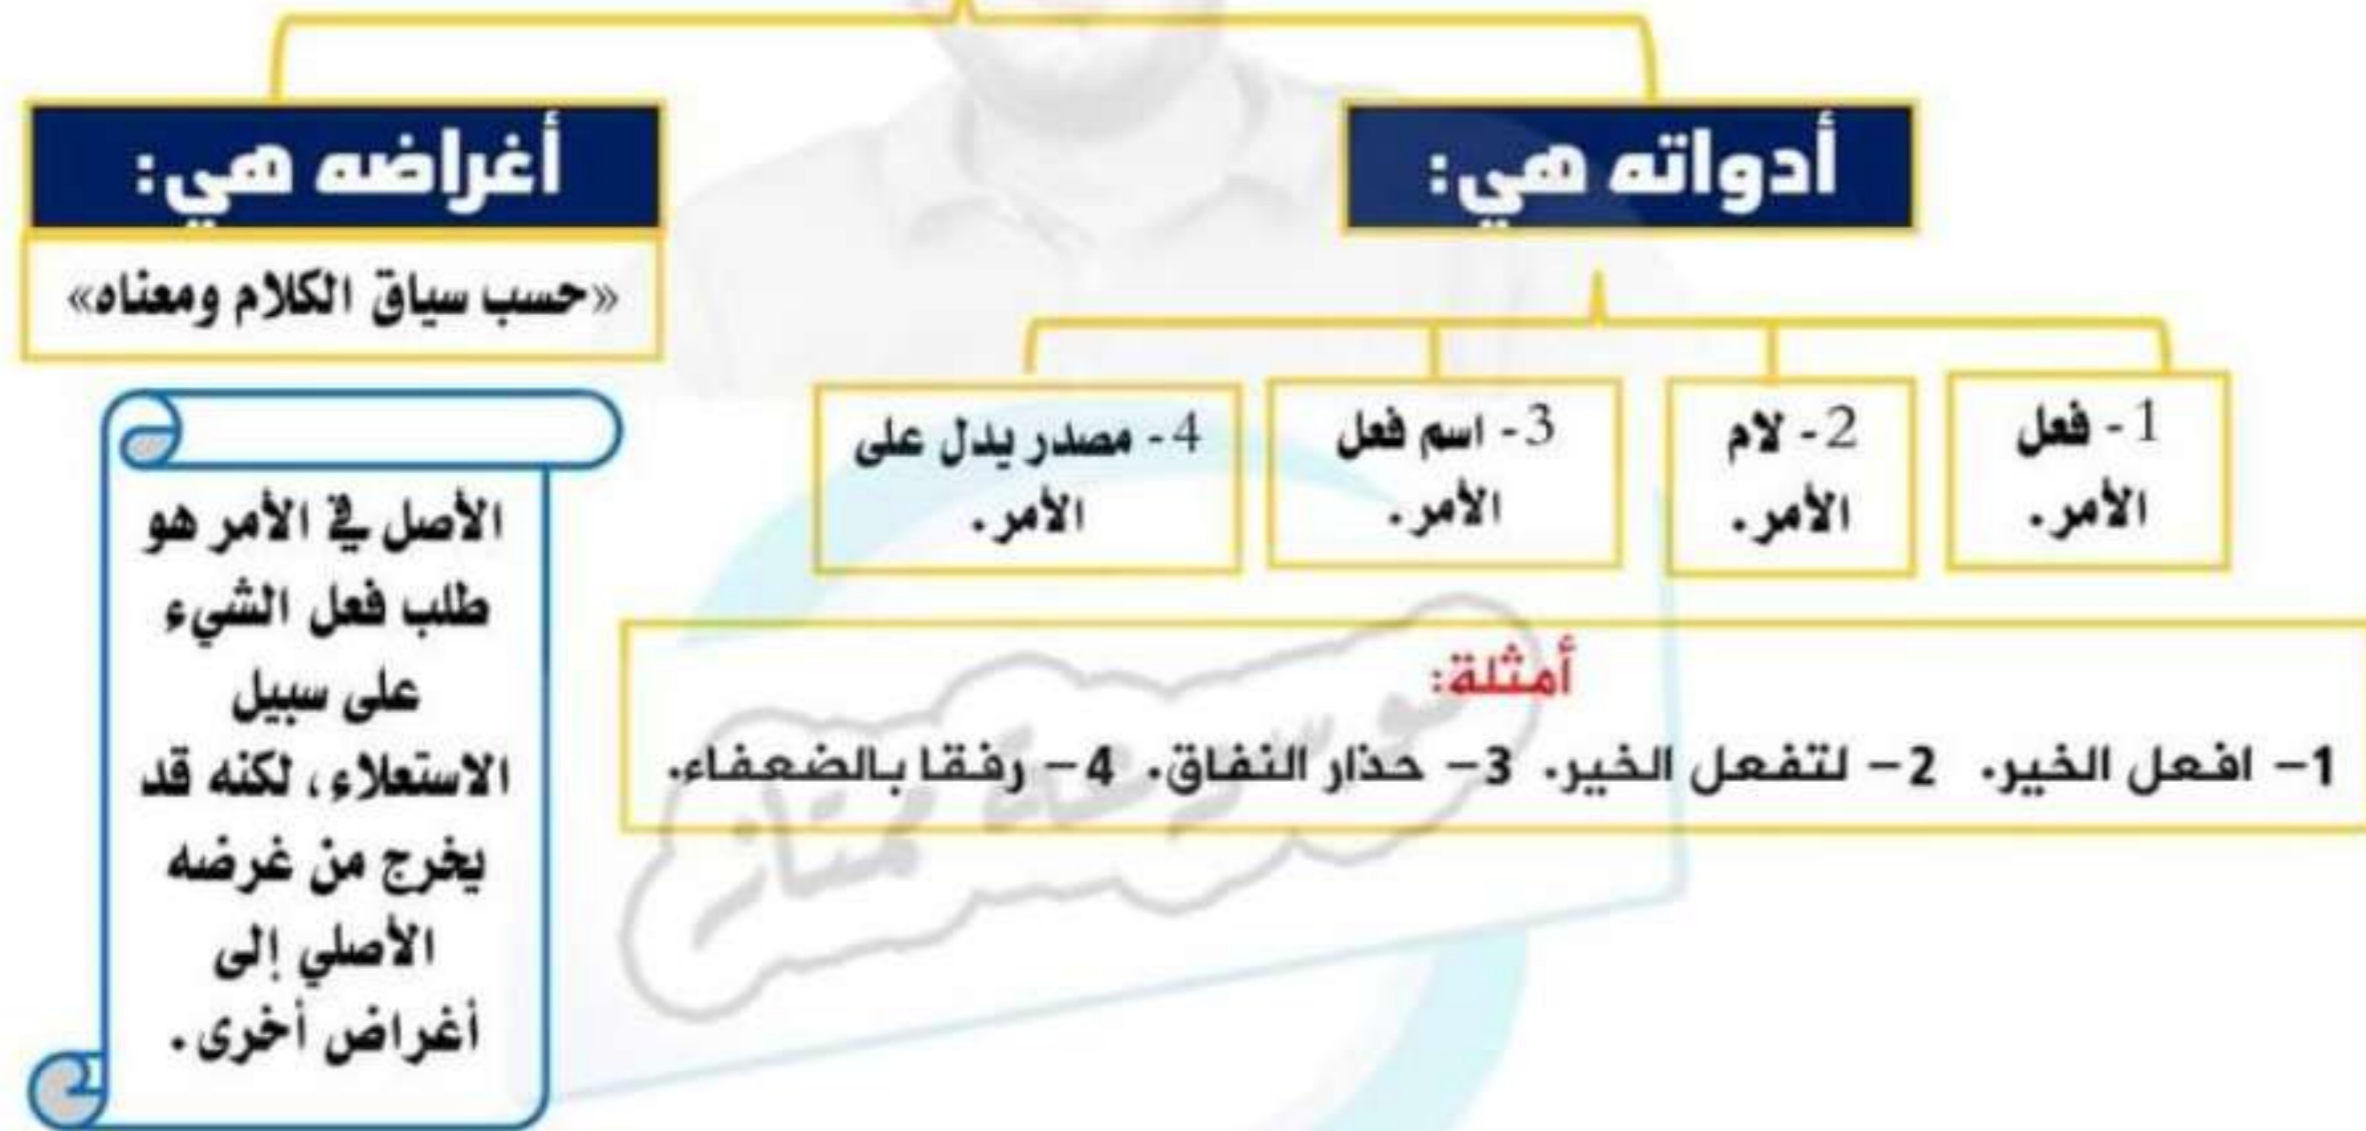 أدواته هي:
1- فعل
الأمر.
2- لام
الأمر.
3- اسم فعل
الأمر.
4- مصدر يدل على
الأمر.
أمثلة:
1- افعل الخير. 2- لتفعل الخير. 3- حذار النفاق. 4- رفقا بالضعفاء.
أغراضه هي:
«حسب سياق الكلام ومعناه»
الأصل في الأمر هو
طلب فعل الشيء
على سبيل
الاستعلاء، لكنه قد
يخرج من غرضه
الأصلي إلى
أغراض أخرى.